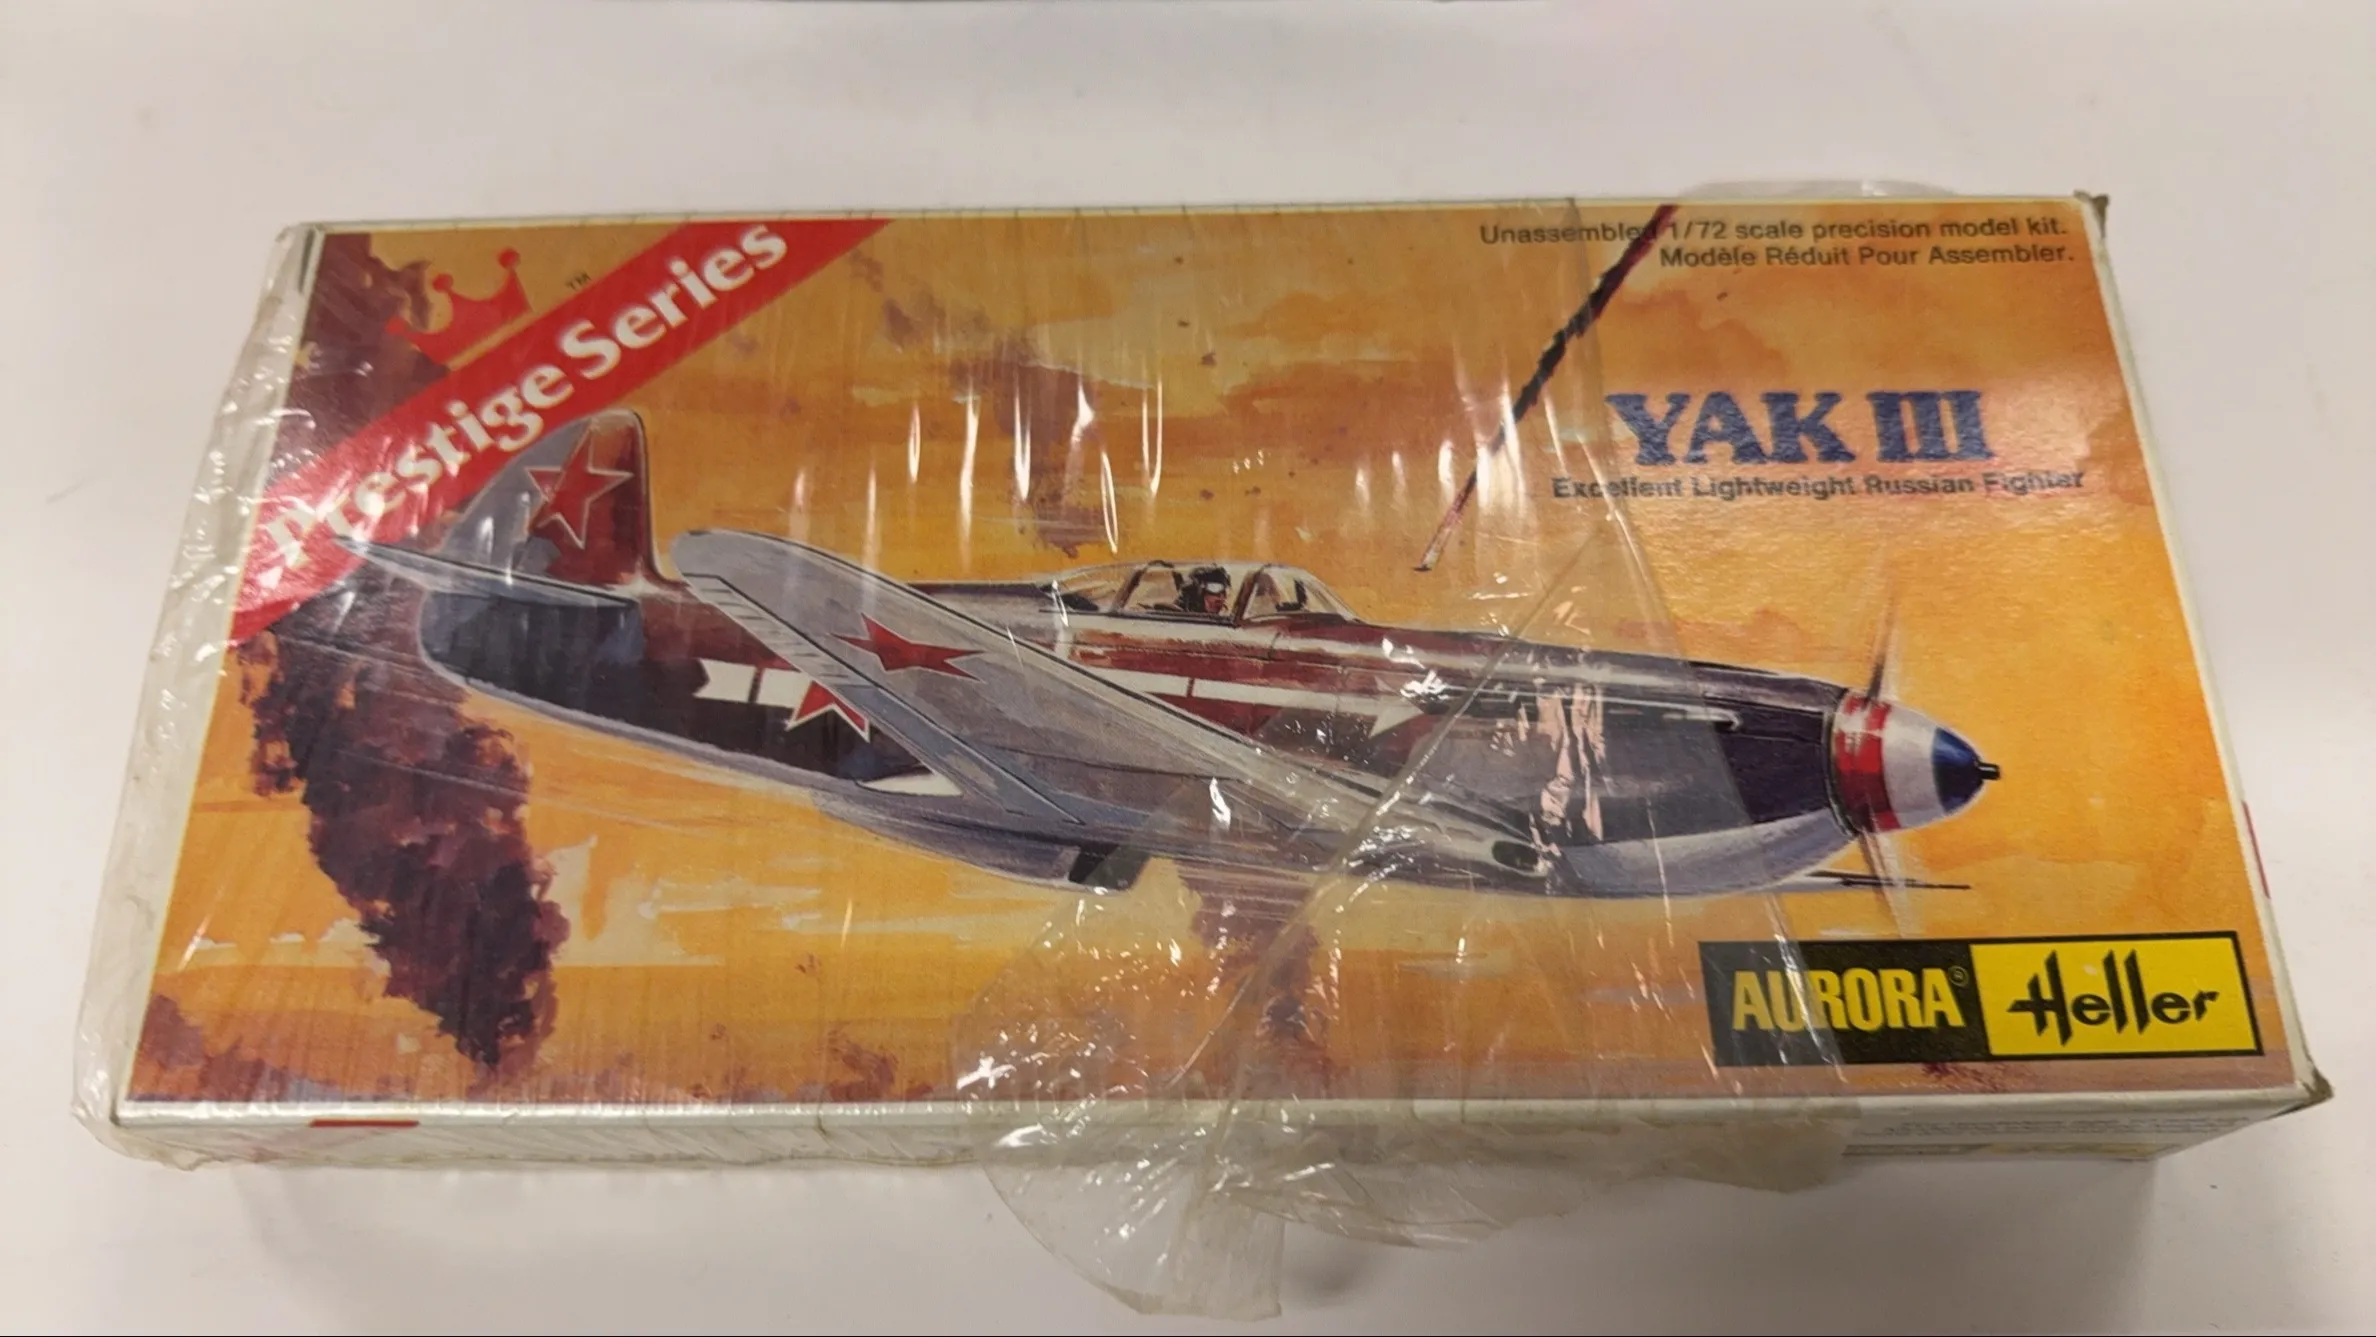 Prestige Series
TM
Unassembled 1/72 scale precision model kit.
Modèle Réduit Pour Assembler.
YAK III
Excellent Lightweight Russian Fighter
AURORA®
Heller